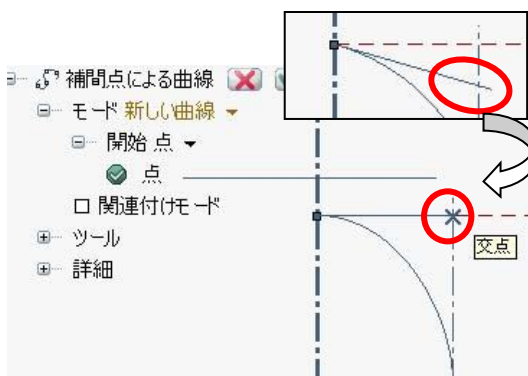 補間点による曲線
モード 新しい曲線
開始 点
点
関連付けモード
ツール
詳細
交点